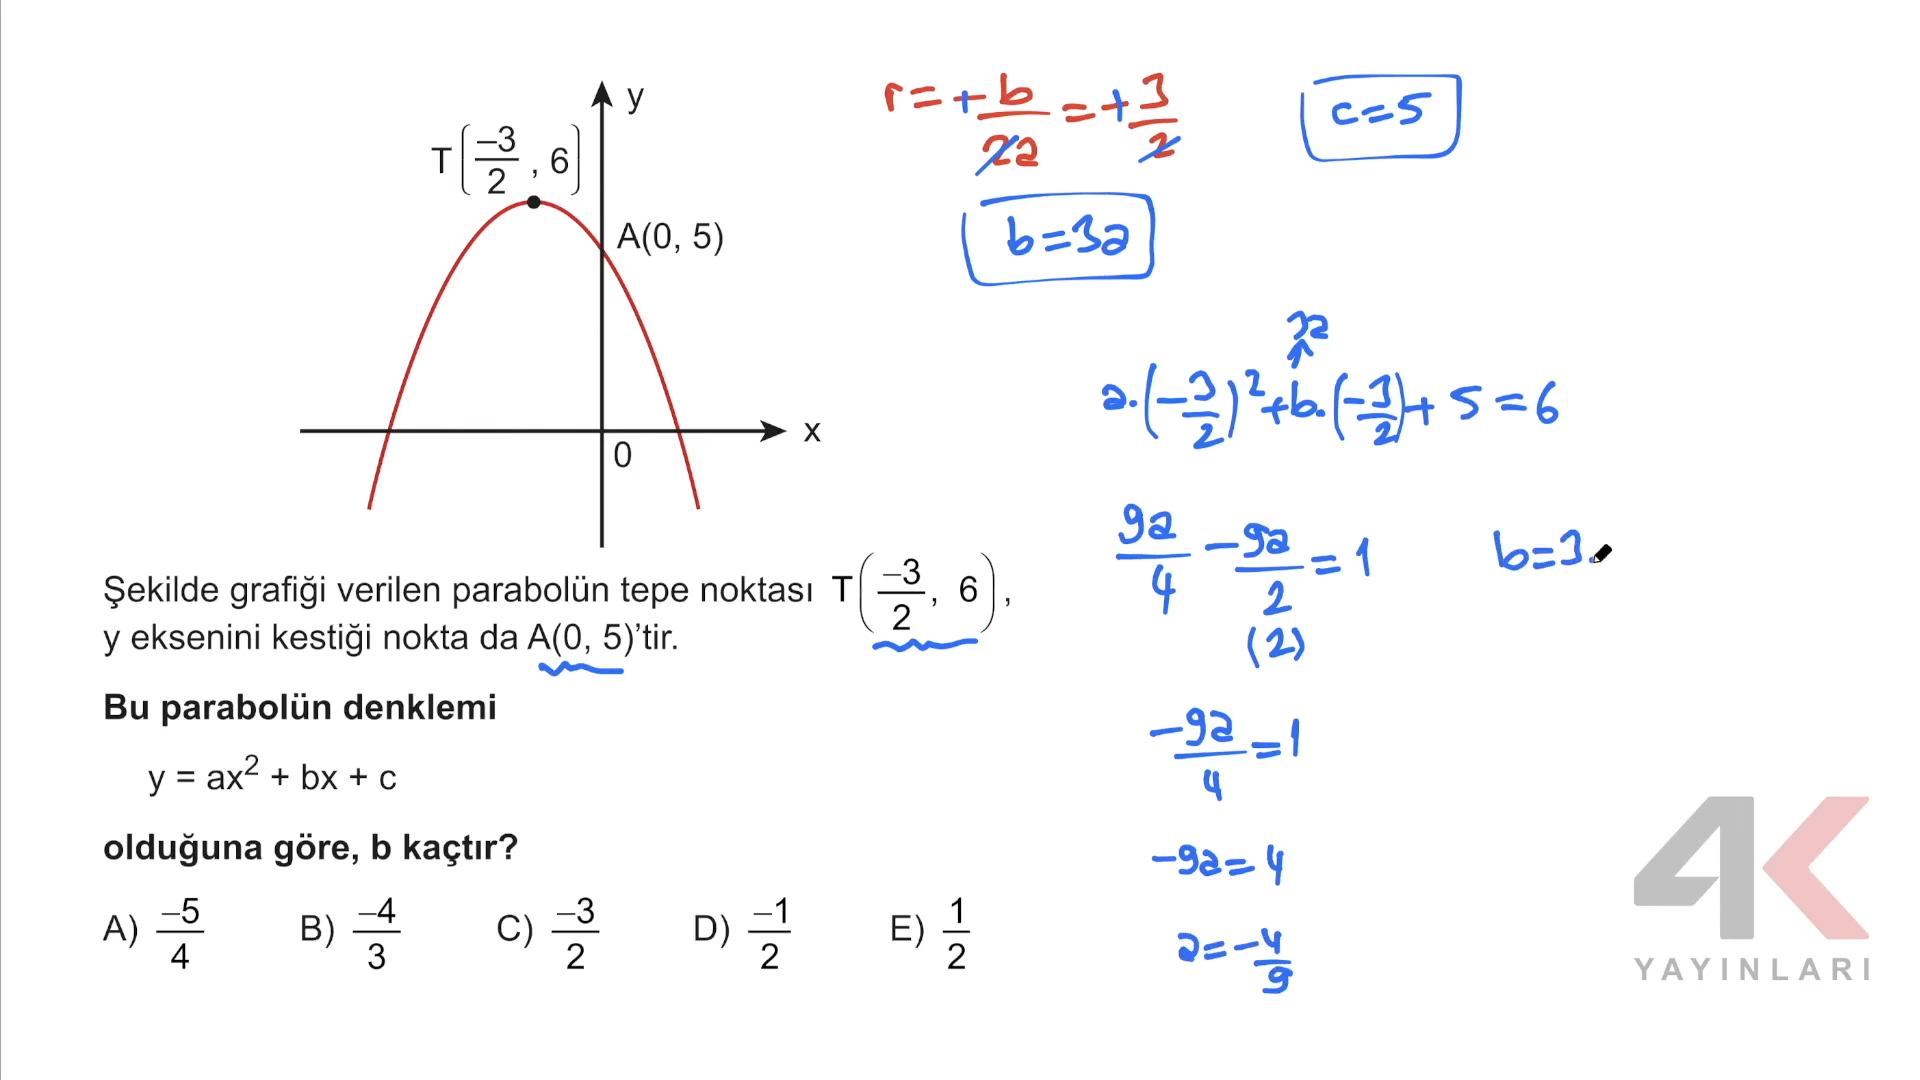 y
T(–3/2, 6)
A(0, 5)
x
0
Şekilde grafiği verilen parabolün tepe noktası T(–3/2, 6),
y eksenini kestiği nokta da A(0, 5)'tir.
Bu parabolün denklemi
y = ax² + bx + c
olduğuna göre, b kaçtır?
A) –5/4 B) –4/3 C) –3/2 D) –1/2 E) 1/2
r = + b/2a = + 3/2
c = 5
b = 3a
3a
a.(-3/2)² + b.(-3/2) + 5 = 6
9a/4 - 9a/2 = 1
(2)
b = 3.
-9a/4 = 1
-9a = 4
a = -4/9
4K
YAYINLARI